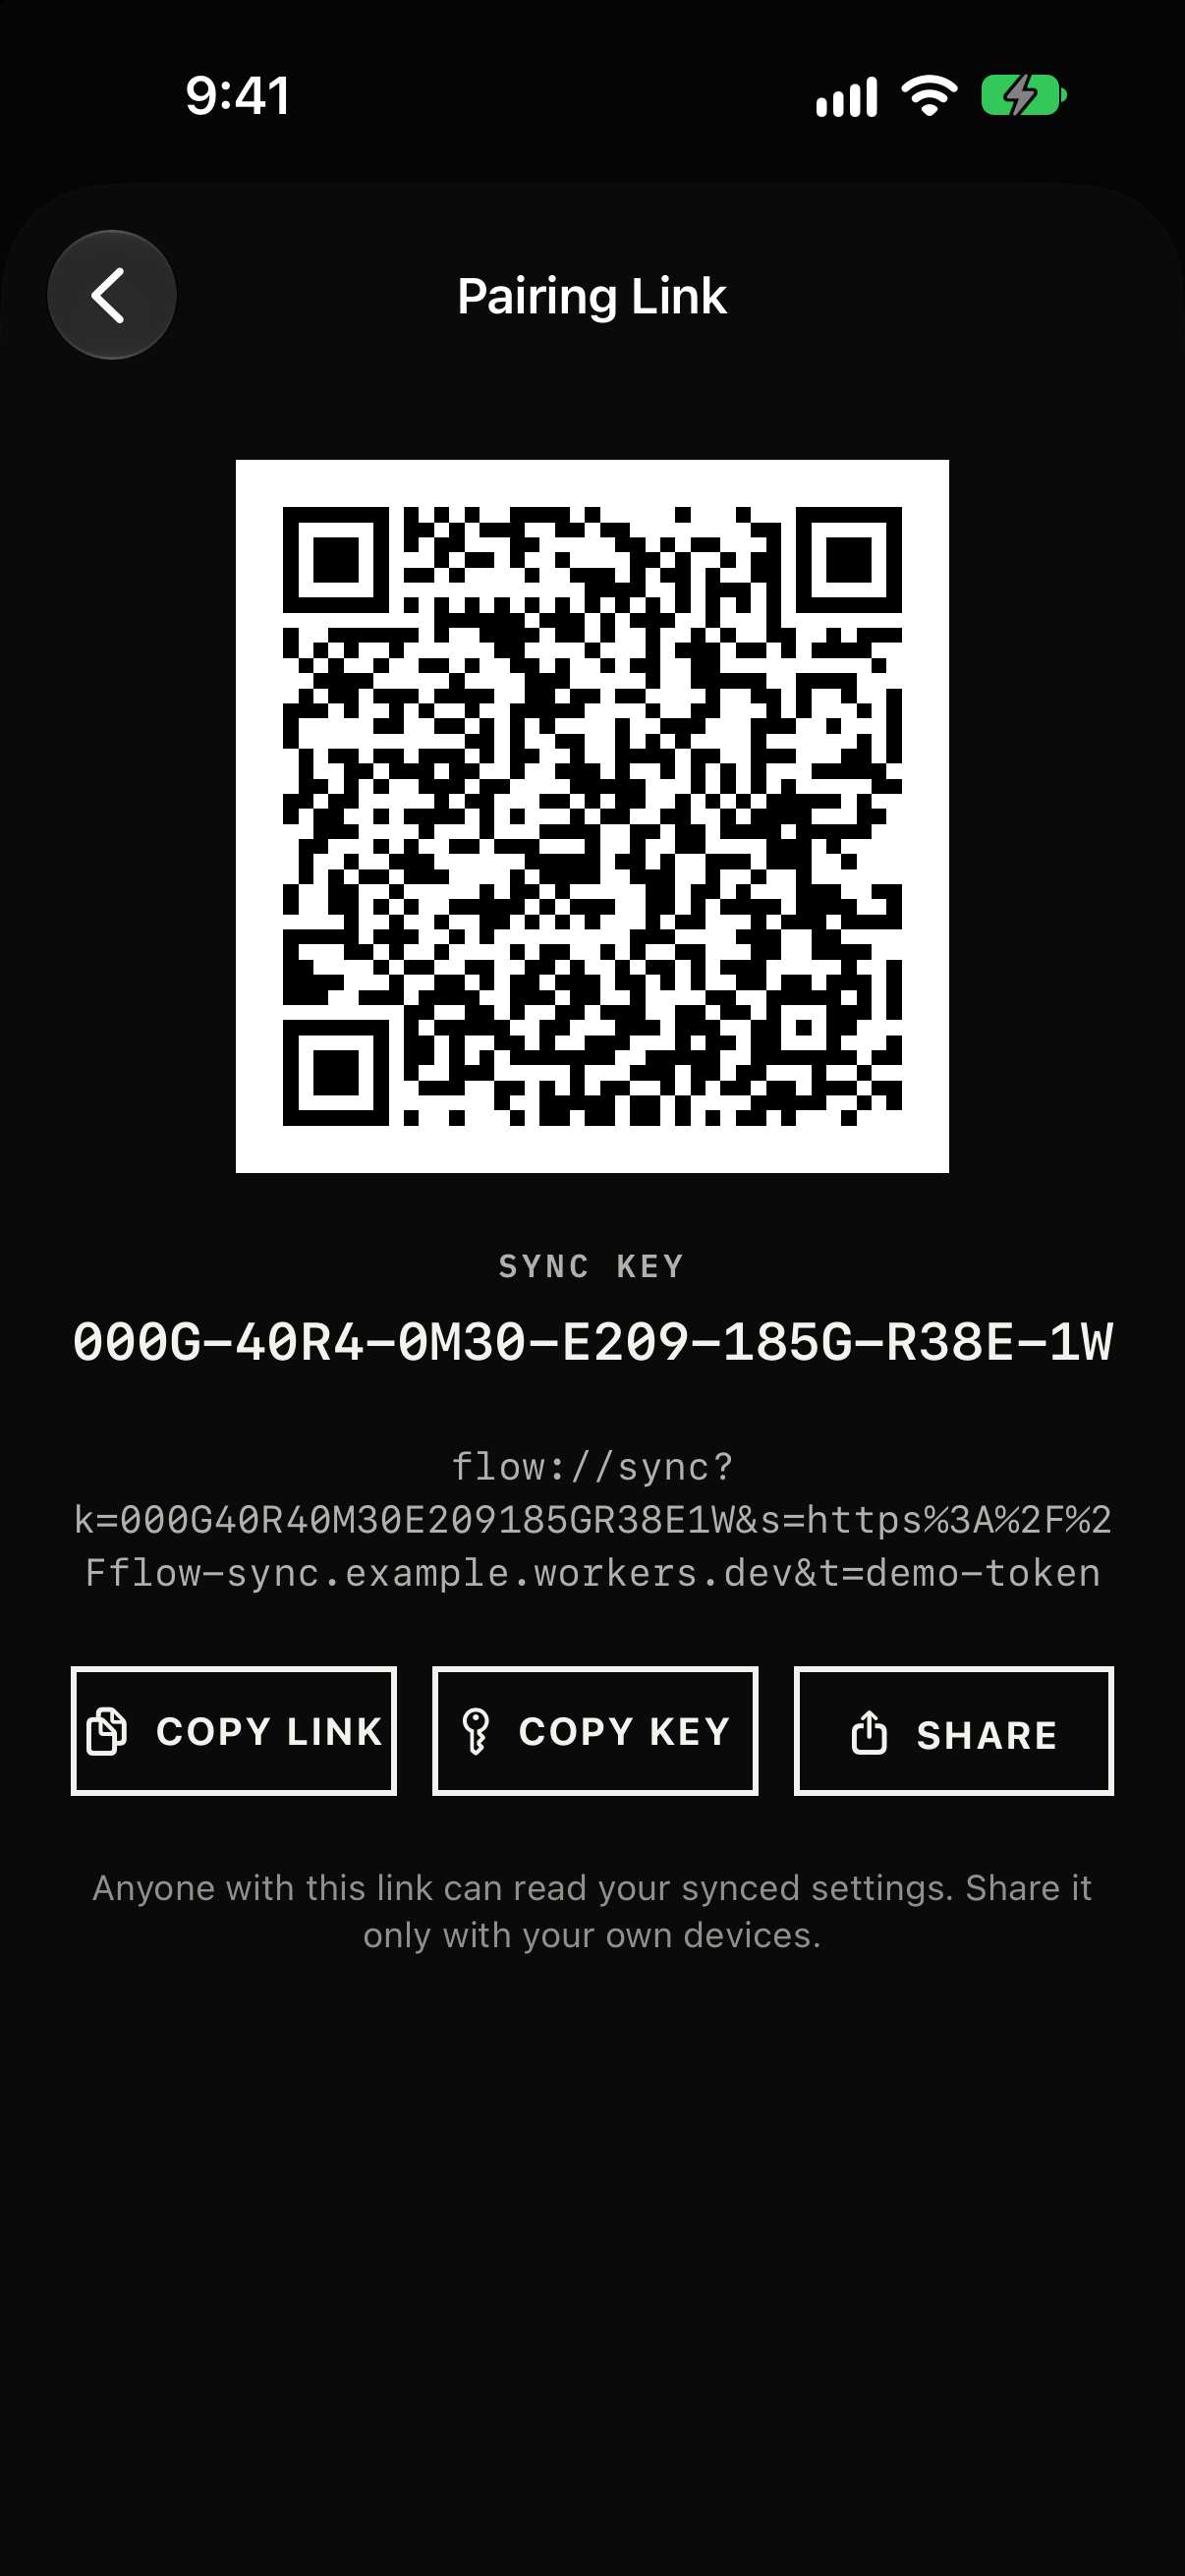 9:41
Pairing Link
SYNC KEY
000G-40R4-0M30-E209-185G-R38E-1W
flow://sync?
k=000G40R40M30E209185GR38E1W&s=https%3A%2F%2
Fflow-sync.example.workers.dev&t=demo-token
COPY LINK
COPY KEY
SHARE
Anyone with this link can read your synced settings. Share it
only with your own devices.